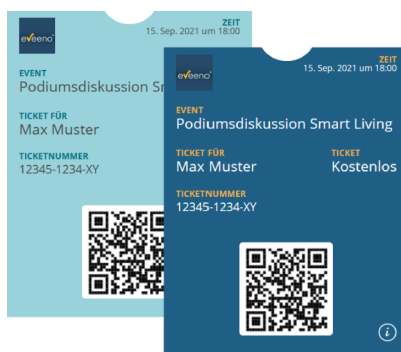 eveeno
ZEIT
15. Sep. 2021 um 18:00
EVENT
Podiumsdiskussion Sr
TICKET FÜR
Max Muster
TICKETNUMMER
12345-1234-XY
eveeno
ZEIT
15. Sep. 2021 um 18:00
EVENT
Podiumsdiskussion Smart Living
TICKET FÜR
TICKET
Max Muster
Kostenlos
TICKETNUMMER
12345-1234-XY
i